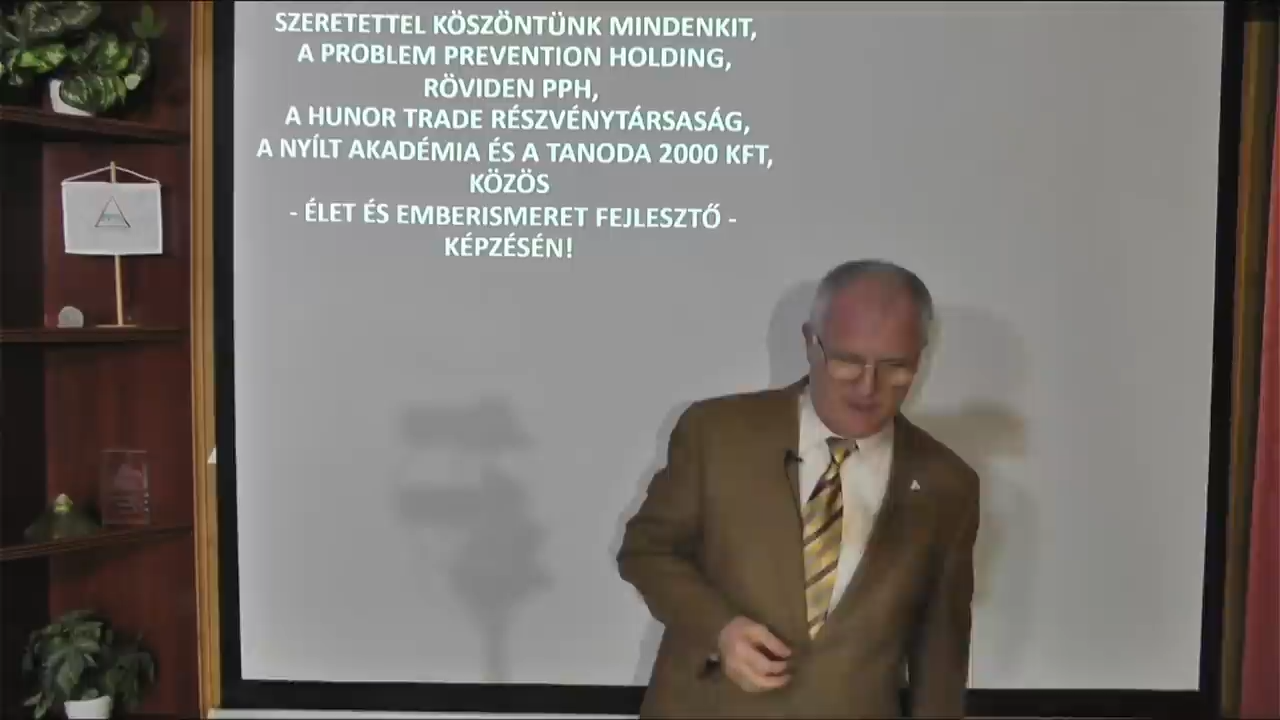 SZERETETTEL KÖSZÖNTÜNK MINDENKIT,
A PROBLEM PREVENTION HOLDING,
RÖVIDEN PPH,
A HUNOR TRADE RÉSZVÉNYTÁRSASÁG,
A NYÍLT AKADÉMIA ÉS A TANODA 2000 KFT,
KÖZÖS
- ÉLET ÉS EMBERISMERET FEJLESZTŐ -
KÉPZÉSÉN!